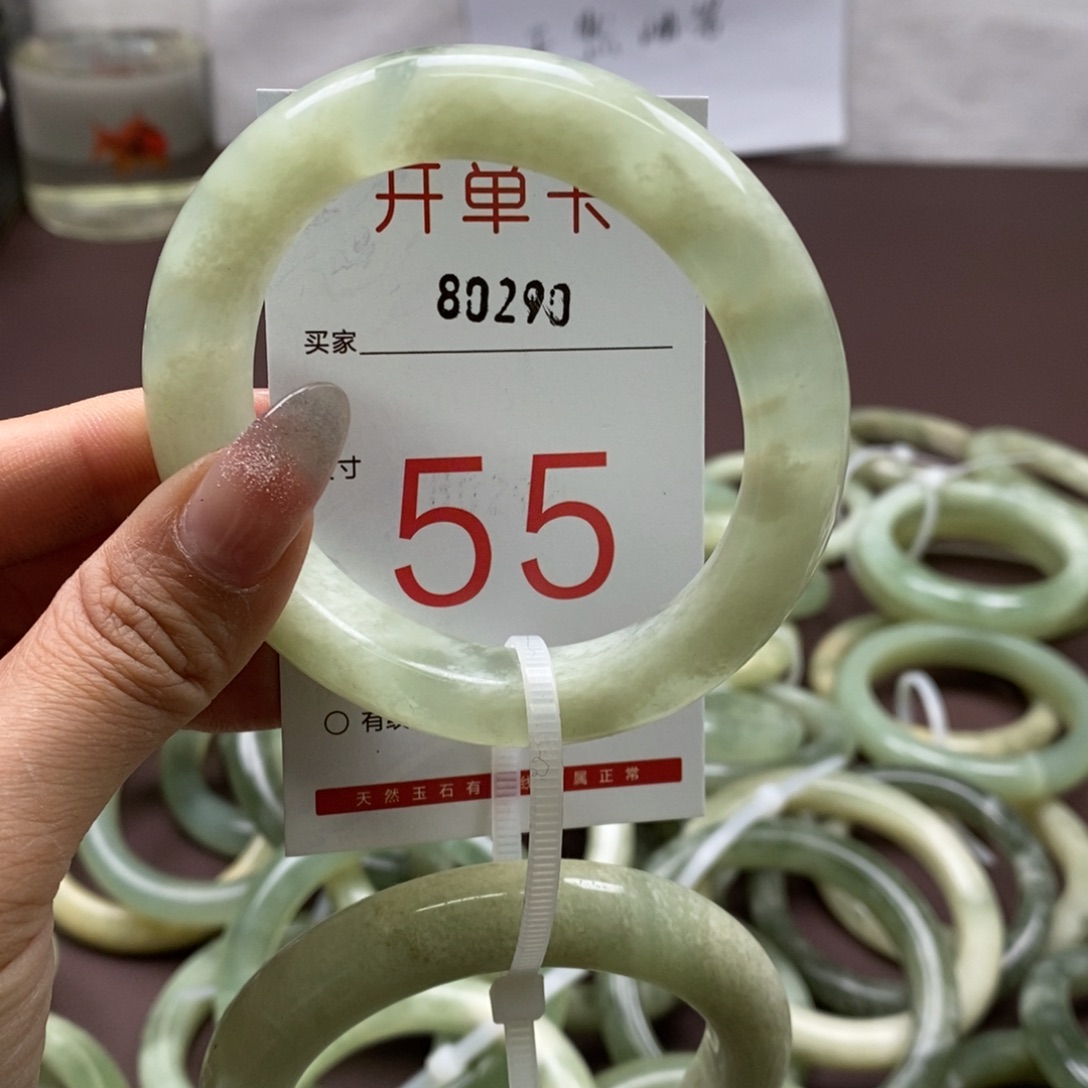 开单卡
80290
买家
寸
55
有
天然玉石有 属正常